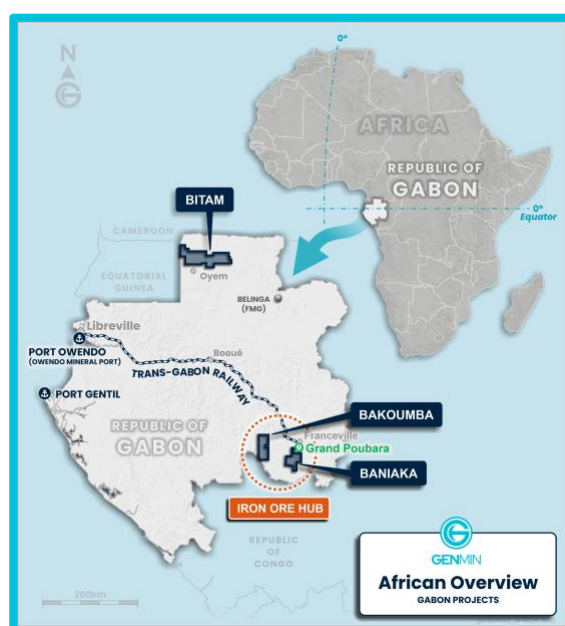 N
0°
AFRICA
REPUBLIC OF
GABON
0°
Equator
BITAM
CAMEROON
EQUATORIAL
GUINEA
Oyem
BELINGA
(FMG)
Libreville
PORT OWENDO
(OWENDO MINERAL PORT)
Booué
TRANS-GABON RAILWAY
PORT GENTIL
REPUBLIC OF
GABON
BAKOUMBA
Franceville
Grand Poubara
BANIAKA
IRON ORE HUB
REPUBLIC
OF
CONGO
200km
GENMIN
African Overview
GABON PROJECTS